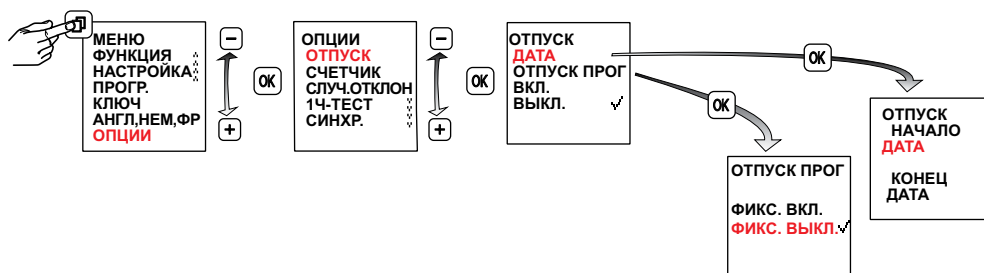 МЕНЮ
ФУНКЦИЯ
НАСТРОЙКА
ПРОГР.
КЛЮЧ
АНГЛ,НЕМ,ФР
ОПЦИИ
OK
ОПЦИИ
ОТПУСК
СЧЕТЧИК
СЛУЧ.ОТКЛОН
1Ч-ТЕСТ
СИНХР.
OK
ОТПУСК
ДАТА
ОТПУСК ПРОГ
ВКЛ.
ВЫКЛ.
OK
OK
ОТПУСК ПРОГ
ФИКС. ВКЛ.
ФИКС. ВЫКЛ.
ОТПУСК
НАЧАЛО
ДАТА
КОНЕЦ
ДАТА